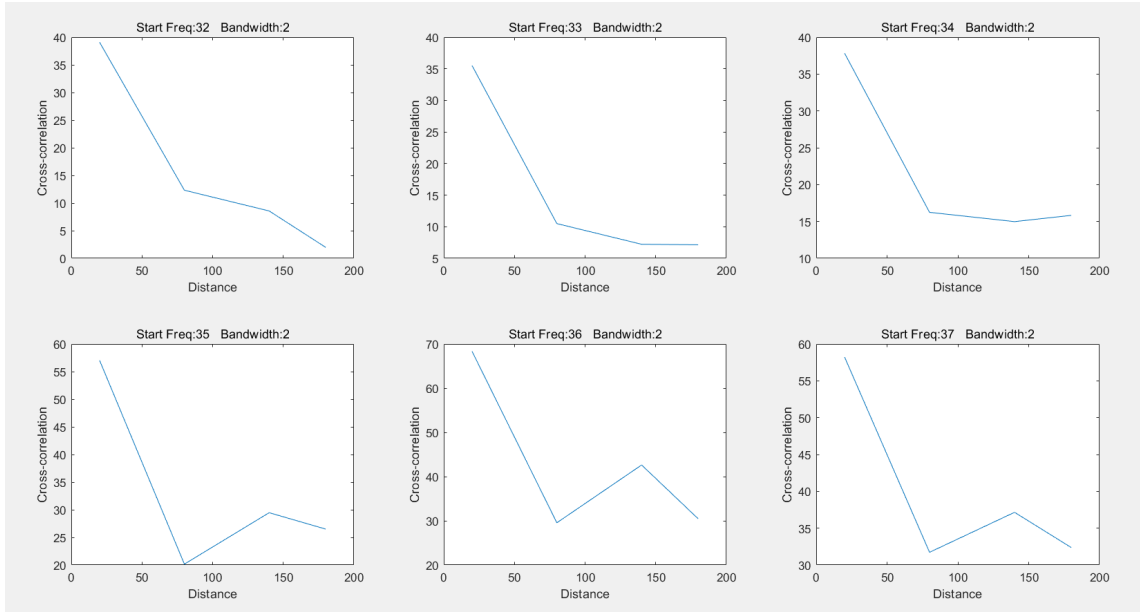 Start Freq:32 Bandwidth:2
40
35
30
25
20
15
10
5
0
Cross-correlation
0 50 100 150 200
Distance
Start Freq:33 Bandwidth:2
40
35
30
25
20
15
10
5
Cross-correlation
0 50 100 150 200
Distance
Start Freq:34 Bandwidth:2
40
35
30
25
20
15
10
Cross-correlation
0 50 100 150 200
Distance
Start Freq:35 Bandwidth:2
60
55
50
45
40
35
30
25
20
Cross-correlation
0 50 100 150 200
Distance
Start Freq:36 Bandwidth:2
70
60
50
40
30
20
Cross-correlation
0 50 100 150 200
Distance
Start Freq:37 Bandwidth:2
60
55
50
45
40
35
30
Cross-correlation
0 50 100 150 200
Distance